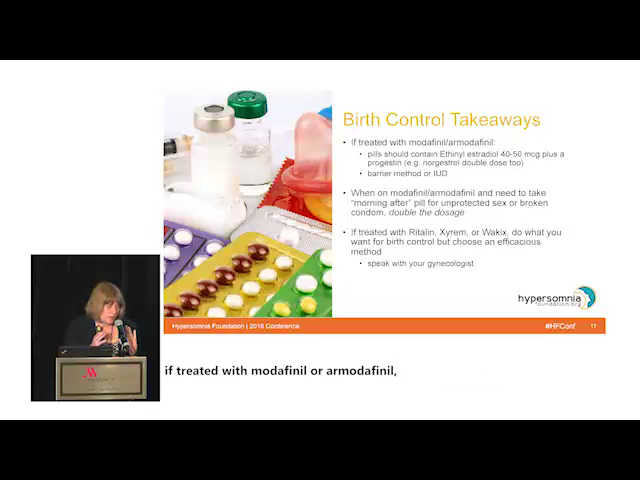 Birth Control Takeaways
• If treated with modafinil/armodafinil:
• pills should contain Ethinyl estradiol 40-50 mcg plus a
progestin (e.g. norgestrel double dose too)
• barrier method or IUD
• When on modafinil/armodafinil and need to take
"morning after" pill for unprotected sex or broken
condom, double the dosage
• If treated with Ritalin, Xyrem, or Wakix, do what you
want for birth control but choose an efficacious
method
• speak with your gynecologist
hypersomnia
foundation.org
Hypersomnia Foundation | 2018 Conference
#HFConf
17
if treated with modafinil or armodafinil,